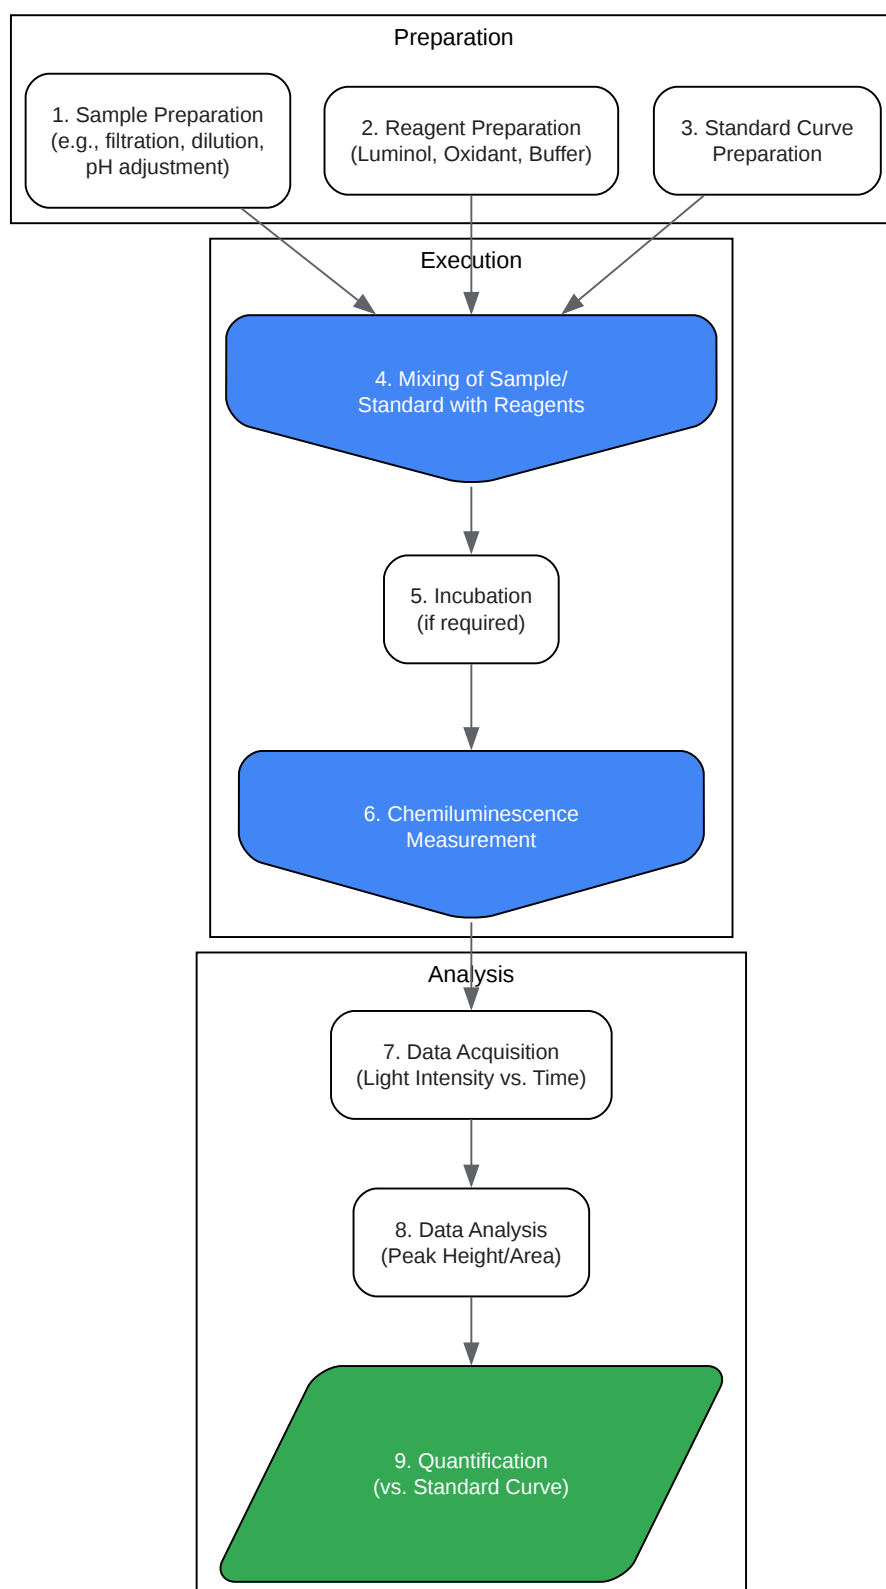 Preparation
1. Sample Preparation
(e.g., filtration, dilution,
pH adjustment)
2. Reagent Preparation
(Luminol, Oxidant, Buffer)
3. Standard Curve
Preparation
Execution
4. Mixing of Sample/
Standard with Reagents
5. Incubation
(if required)
6. Chemiluminescence
Measurement
Analysis
7. Data Acquisition
(Light Intensity vs. Time)
8. Data Analysis
(Peak Height/Area)
9. Quantification
(vs. Standard Curve)